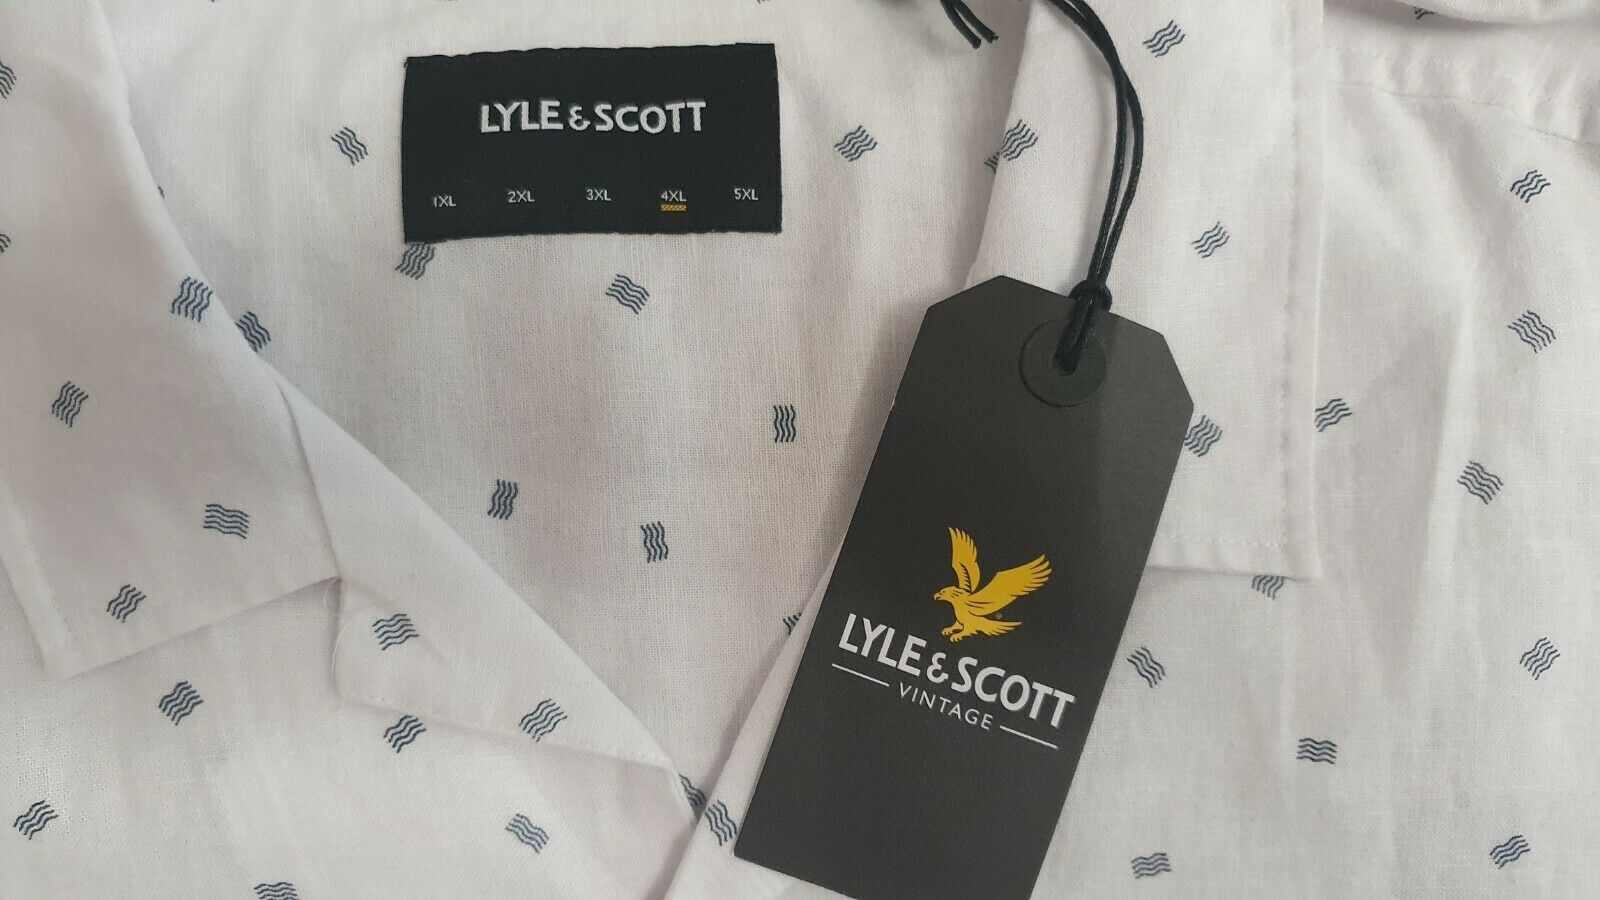 LYLE & SCOTT
1XL 2XL 3XL 4XL 5XL
LYLE & SCOTT
VINTAGE